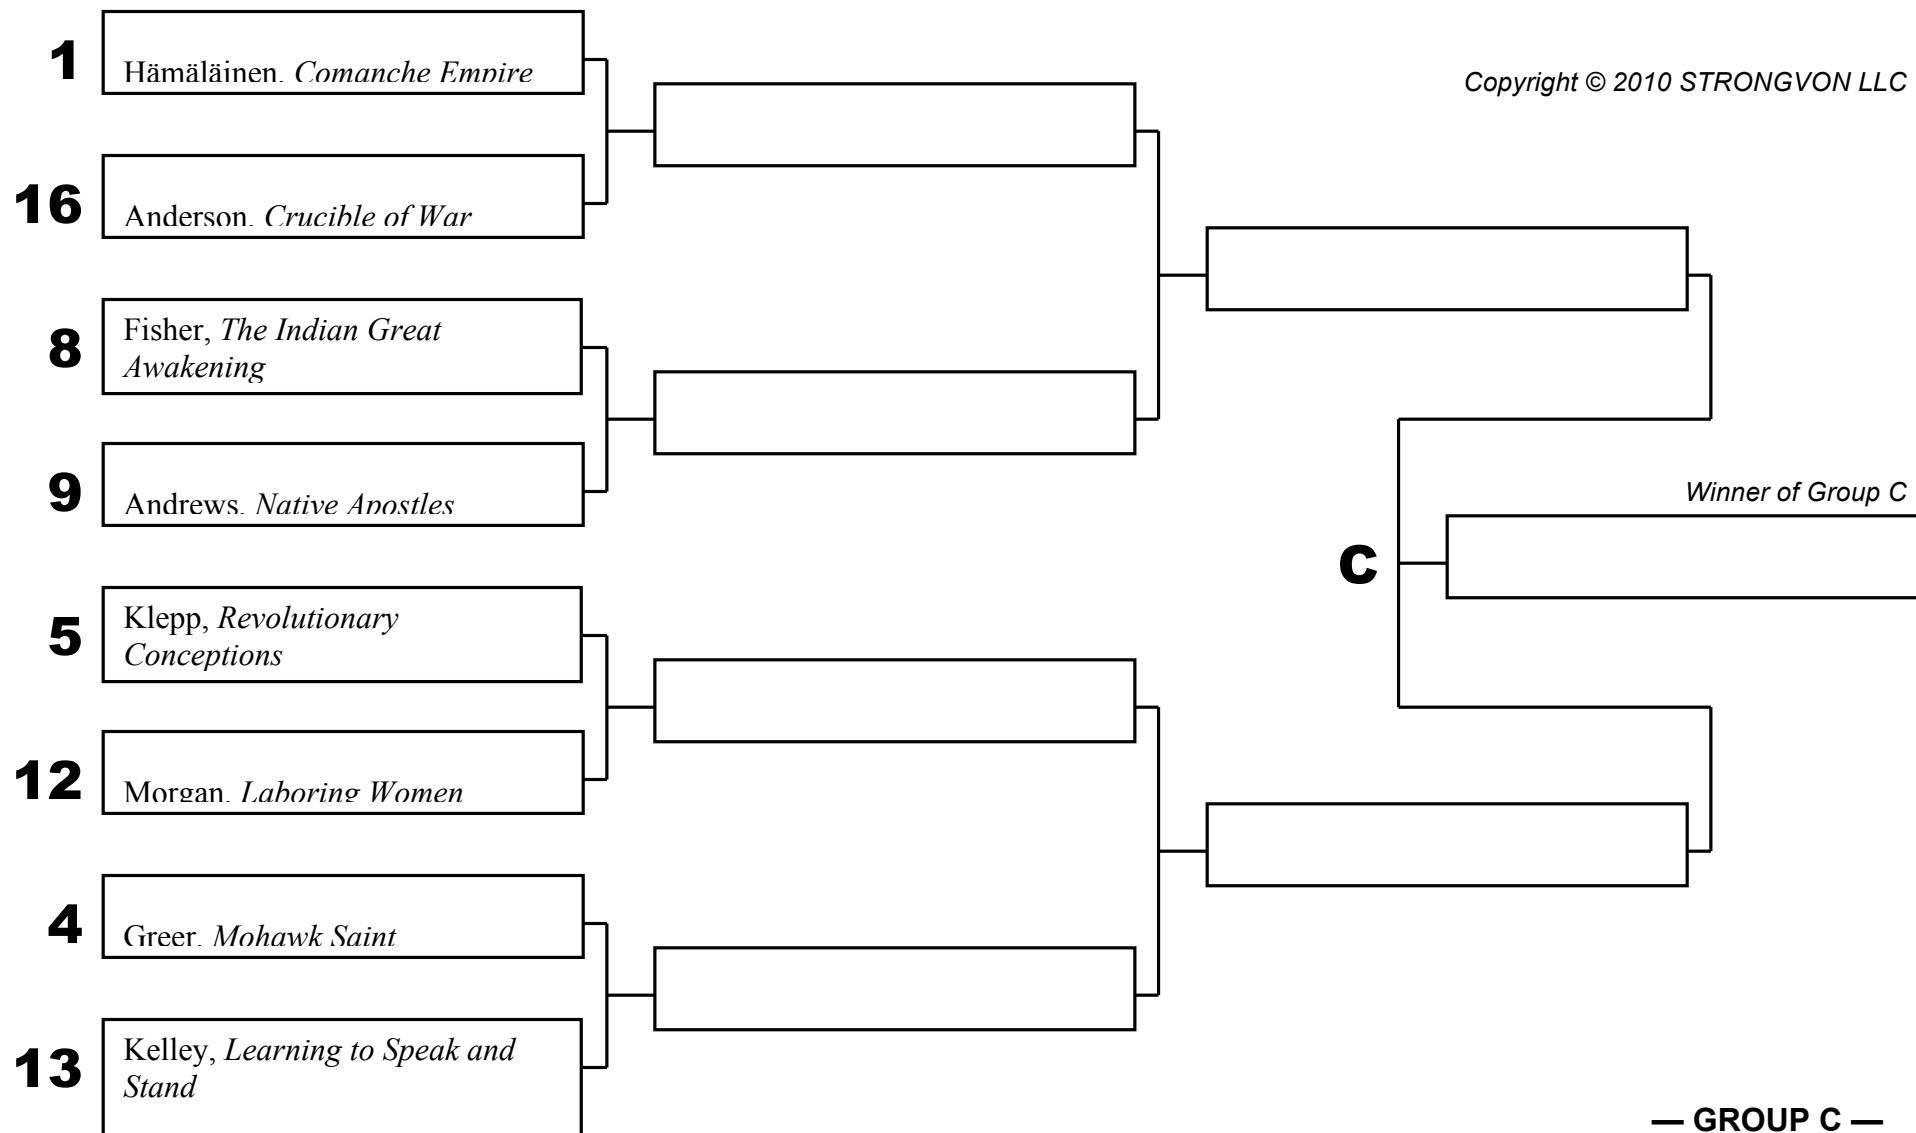 Copyright © 2010 STRONGVON LLC
1
Hämäläinen, Comanche Empire
16
Anderson, Crucible of War
8
Fisher, The Indian Great
Awakening
9
Andrews, Native Apostles
Winner of Group C
C
5
Klepp, Revolutionary
Conceptions
12
Morgan, Laboring Women
4
Greer, Mohawk Saint
13
Kelley, Learning to Speak and
Stand
— GROUP C —